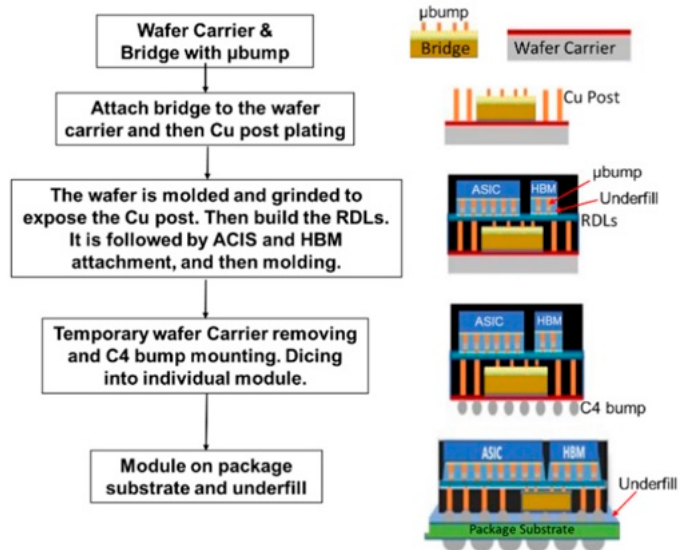 Wafer Carrier &
Bridge with µbump
µbump
Bridge
Wafer Carrier
Attach bridge to the wafer
carrier and then Cu post plating
Cu Post
The wafer is molded and grinded to
expose the Cu post. Then build the RDLs.
It is followed by ACIS and HBM
attachment, and then molding.
ASIC
HBM
µbump
Underfill
RDLs
Temporary wafer Carrier removing
and C4 bump mounting. Dicing
into individual module.
ASIC
HBM
C4 bump
Module on package
substrate and underfill
ASIC
HBM
Underfill
Package Substrate